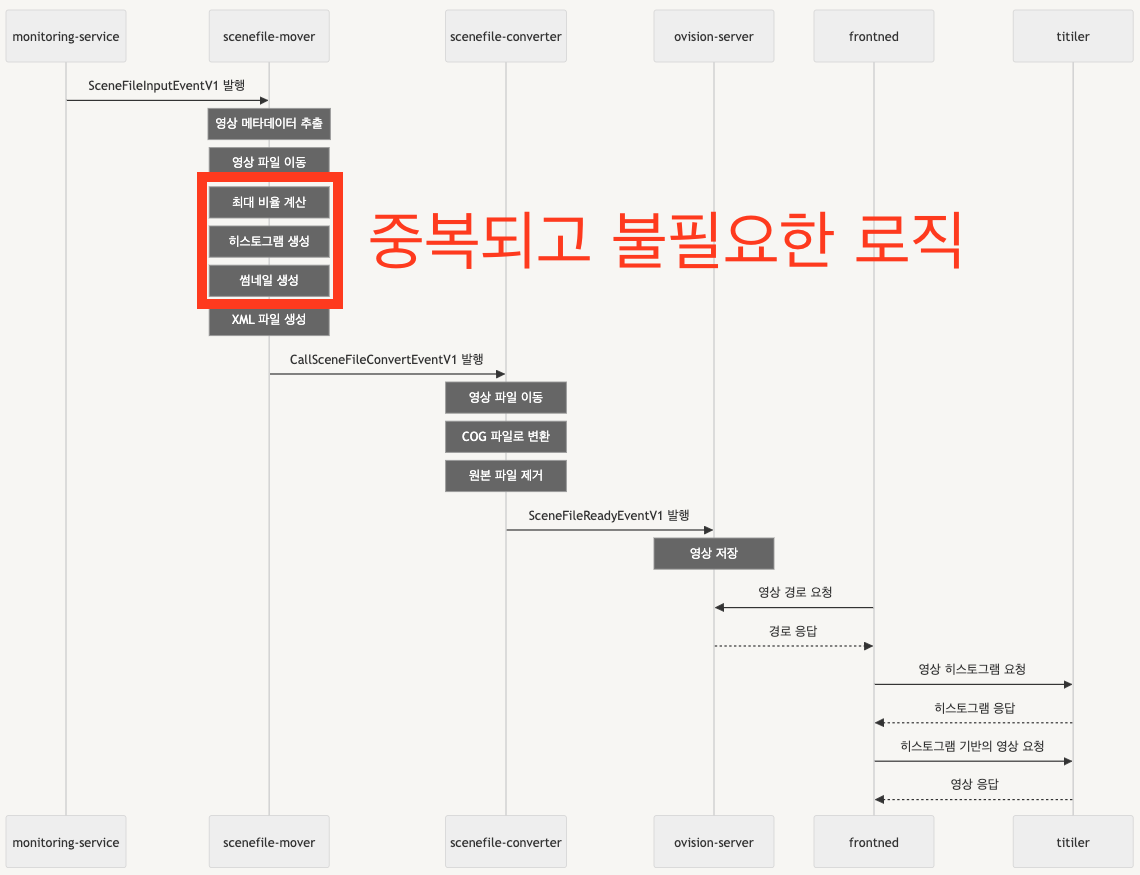 monitoring-service
scenefile-mover
scenefile-converter
ovision-server
frontned
titiler
SceneFileInputEventV1 발행
영상 메타데이터 추출
영상 파일 이동
최대 비율 계산
히스토그램 생성
썸네일 생성
중복되고 불필요한 로직
XML 파일 생성
CallSceneFileConvertEventV1 발행
영상 파일 이동
COG 파일로 변환
원본 파일 제거
SceneFileReadyEventV1 발행
영상 저장
영상 경로 요청
경로 응답
영상 히스토그램 요청
히스토그램 응답
히스토그램 기반의 영상 요청
영상 응답
monitoring-service
scenefile-mover
scenefile-converter
ovision-server
frontned
titiler